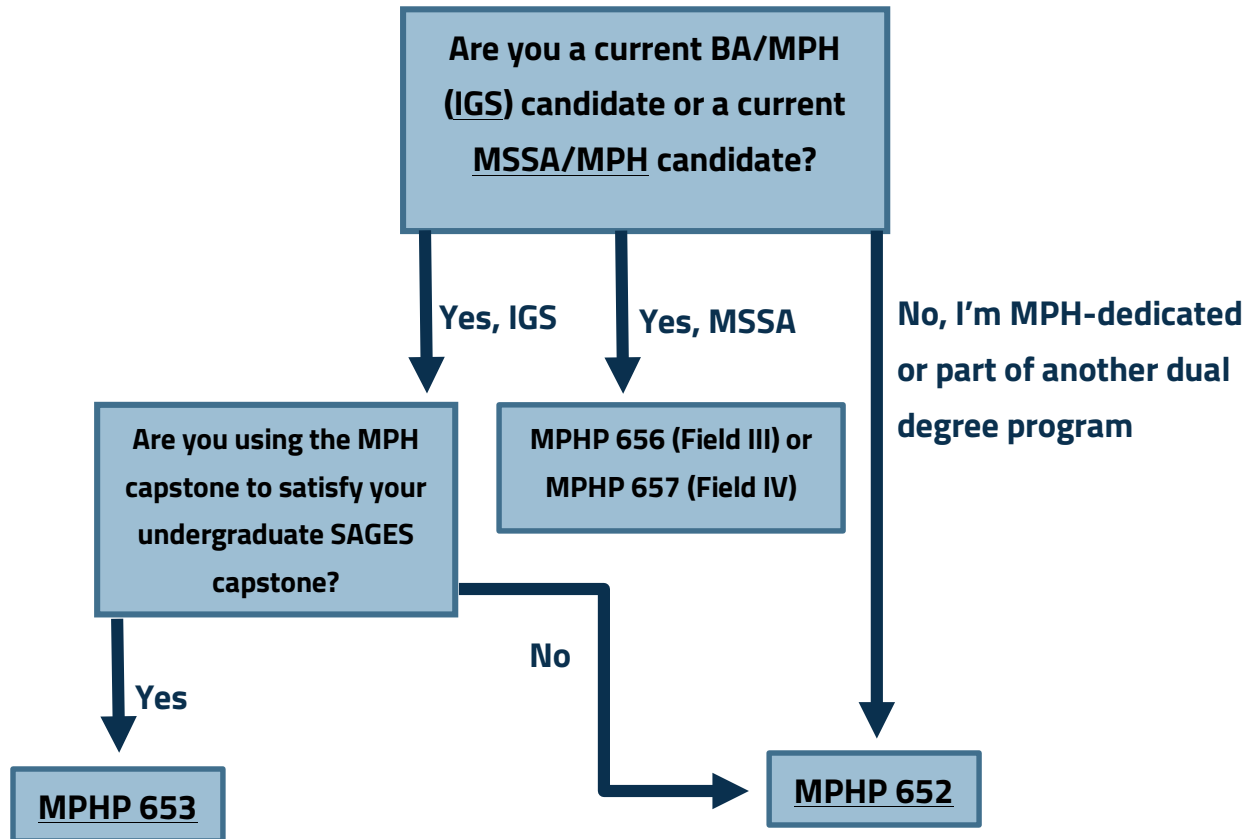 Are you a current BA/MPH
(IGS) candidate or a current
MSSA/MPH candidate?
Yes, IGS
Yes, MSSA
No, I’m MPH-dedicated
or part of another dual
degree program
Are you using the MPH
capstone to satisfy your
undergraduate SAGES
capstone?
MPHP 656 (Field III) or
MPHP 657 (Field IV)
No
Yes
MPHP 653
MPHP 652